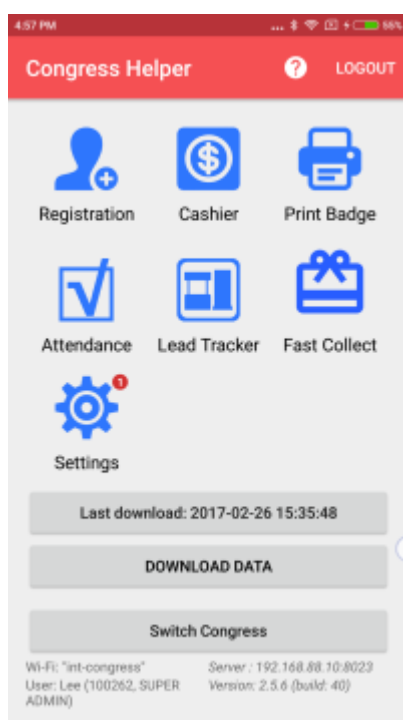 4:57 PM ... 55%
Congress Helper ? LOGOUT
Registration Cashier Print Badge
Attendance Lead Tracker Fast Collect
1
Settings
Last download: 2017-02-26 15:35:48
DOWNLOAD DATA
Switch Congress
Wi-Fi: "int-congress" Server : 192.168.88.10:8023
User: Lee (100262, SUPER Version: 2.5.6 (build: 40)
ADMIN)